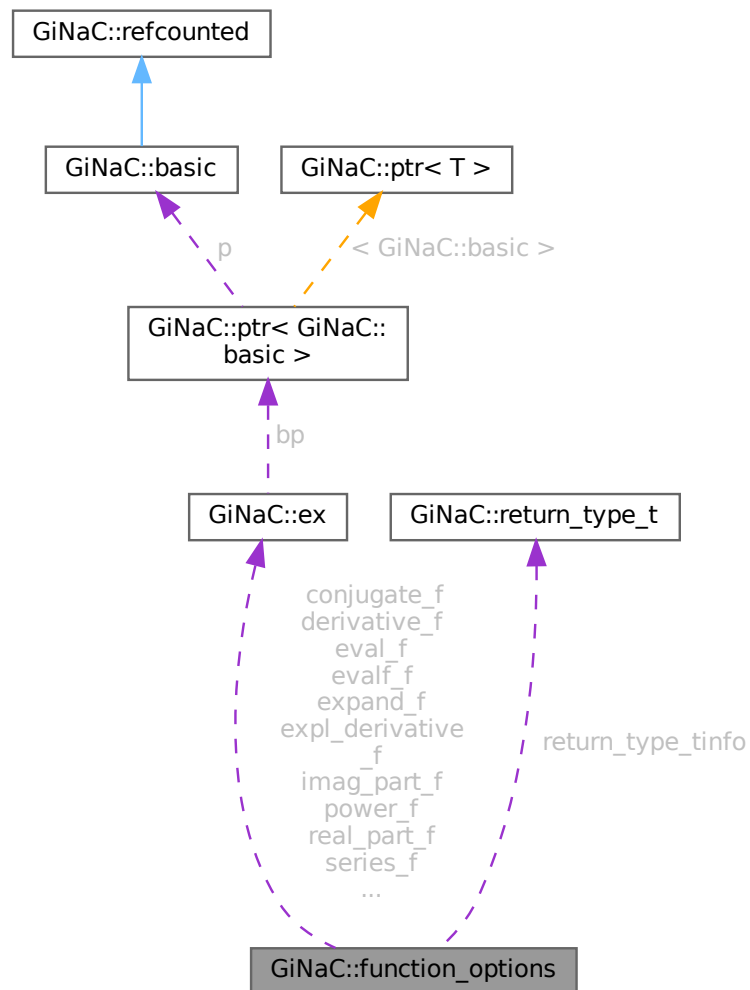 GiNaC::refcounted
GiNaC::basic
GiNaC::ptr< T >
p
< GiNaC::basic >
GiNaC::ptr< GiNaC::
basic >
bp
GiNaC::ex
GiNaC::return_type_t
conjugate_f
derivative_f
eval_f
evalf_f
expand_f
expl_derivative
_f
imag_part_f
power_f
real_part_f
series_f
...
return_type_tinfo
GiNaC::function_options